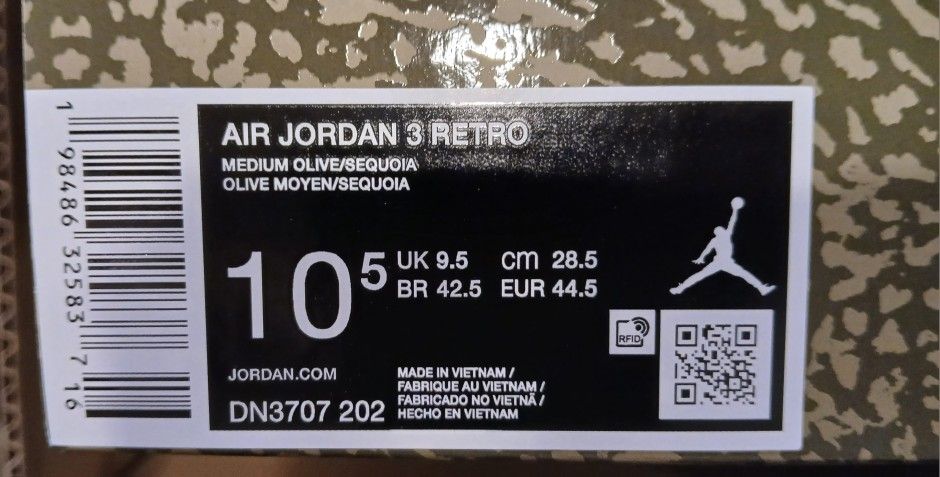 AIR JORDAN 3 RETRO
MEDIUM OLIVE/SEQUOIA
OLIVE MOYEN/SEQUOIA
10⁵
UK 9.5 cm 28.5
BR 42.5 EUR 44.5
RFID
JORDAN.COM
DN3707 202
MADE IN VIETNAM /
FABRIQUE AU VIETNAM /
FABRICADO NO VIETNÃ /
HECHO EN VIETNAM
1 98486 32583 7 16